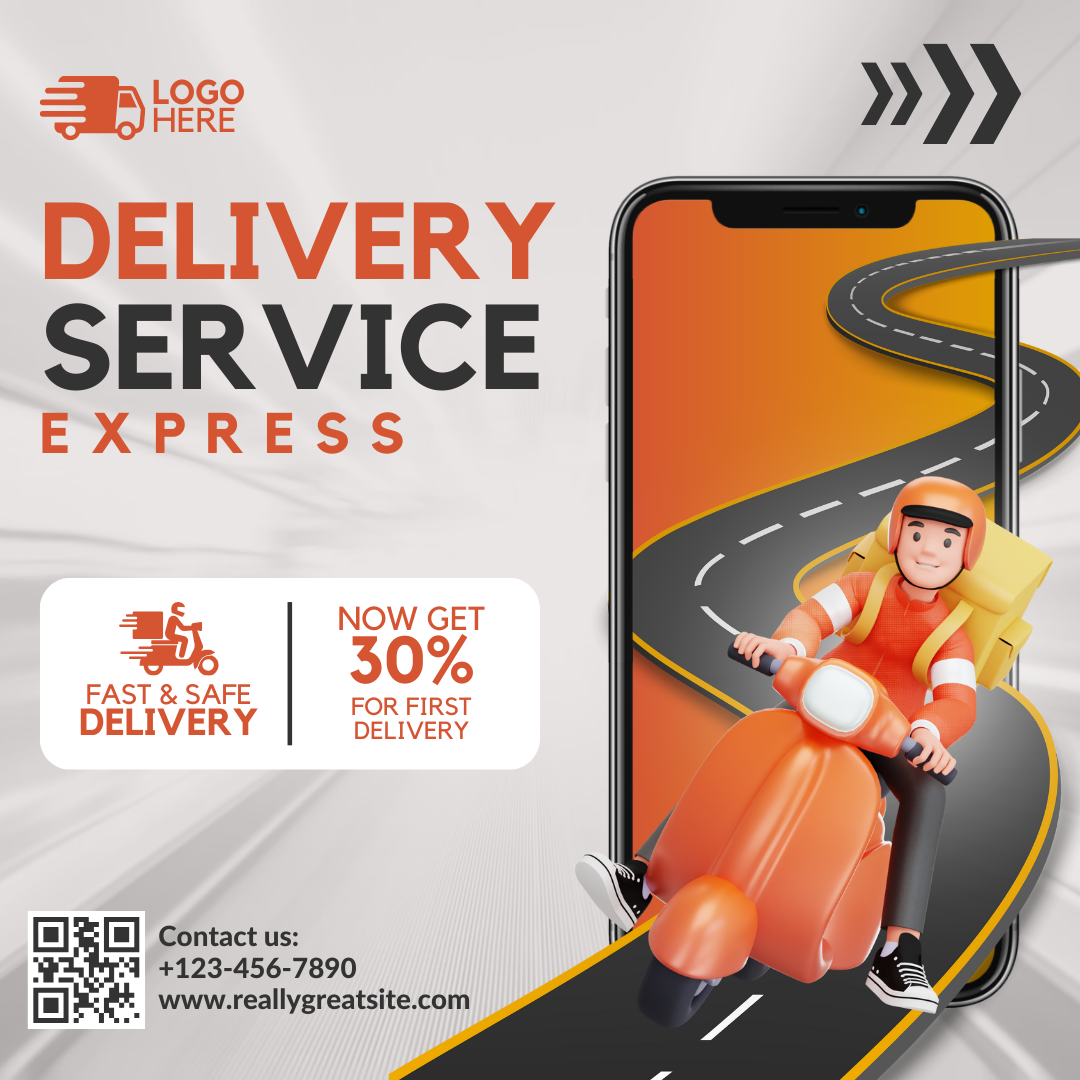 LOGO
HERE
DELIVERY
SERVICE
EXPRESS
FAST & SAFE
DELIVERY
NOW GET
30%
FOR FIRST
DELIVERY
Contact us:
+123-456-7890
www.reallygreatsite.com